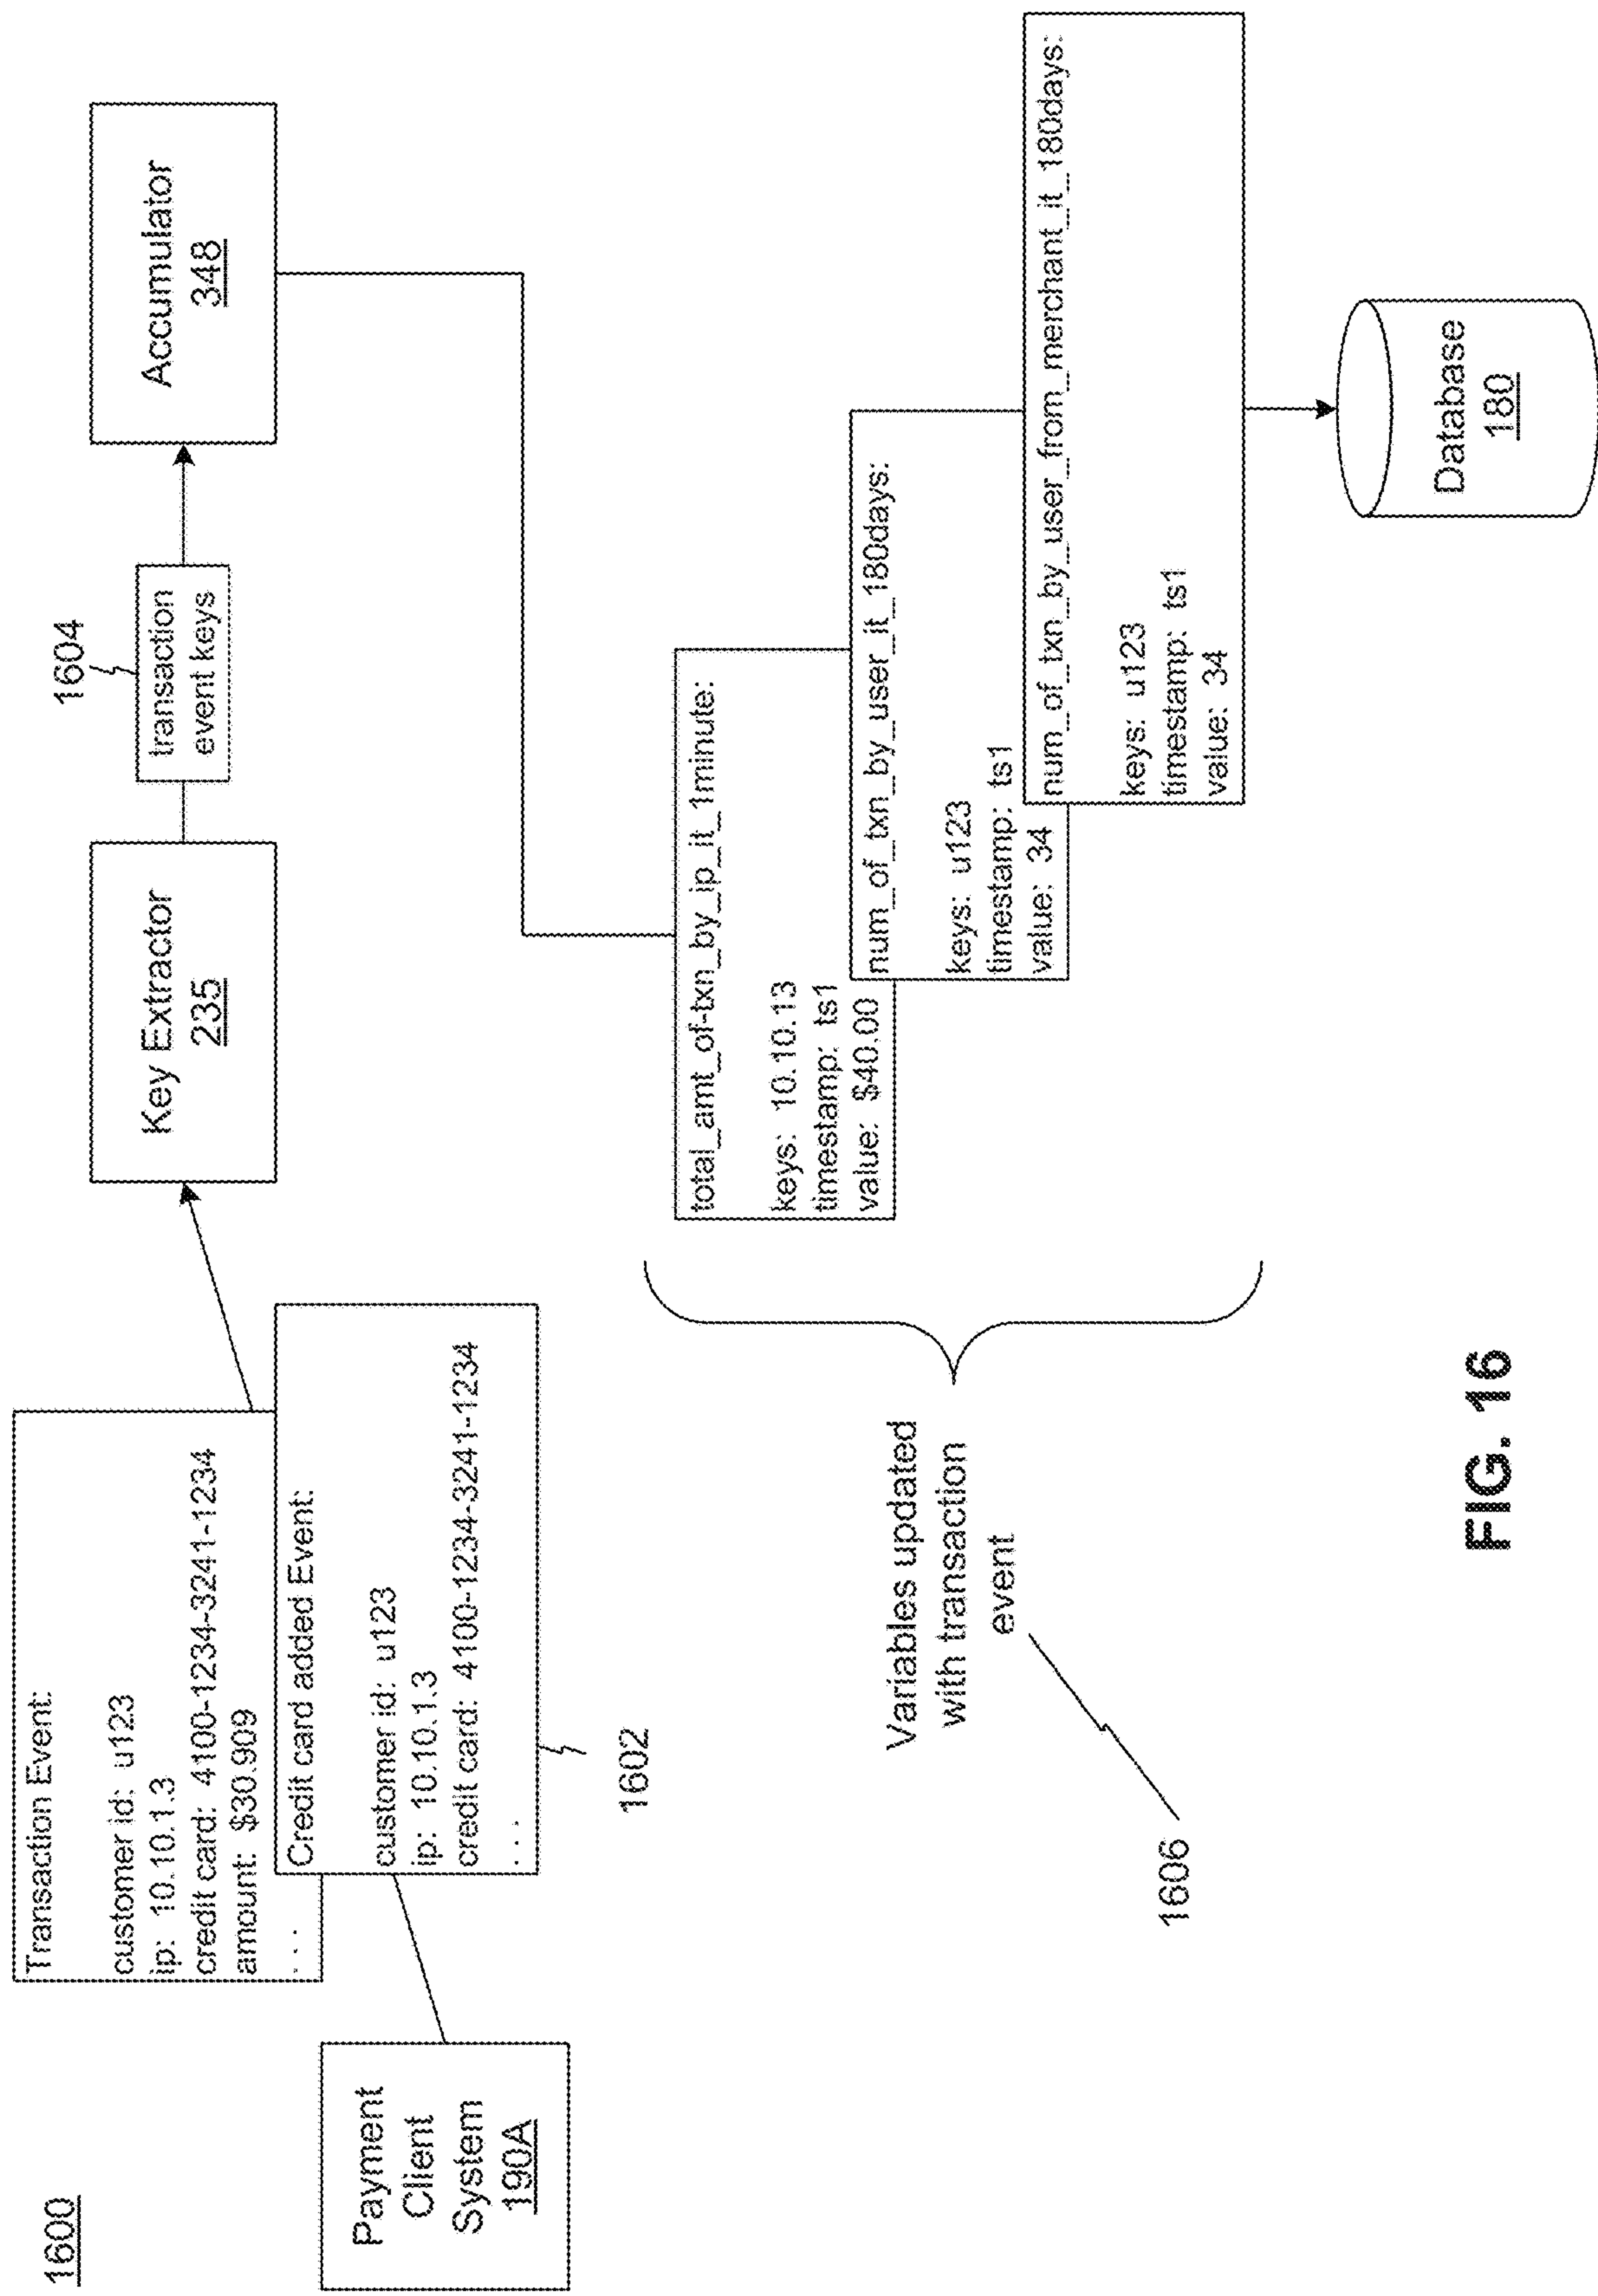 1600
Payment
Client
System
190A
Transaction Event:
customer id: u123
ip: 10.10.1.3
credit card: 4100-1234-3241-1234
amount: $30.909
. . .
Credit card added Event:
customer id: u123
ip: 10.10.1.3
credit card: 4100-1234-3241-1234
. . .
1602
Key Extractor
235
1604
transaction
event keys
Accumulator
348
total_amt_of-txn_by_ip_it_1minute:
keys: 10.10.13
timestamp: ts1
value: $40.00
num_of_txn_by_user_it_180days:
keys: u123
timestamp: ts1
value: 34
num_of_txn_by_user_from_merchant_it_180days:
keys: u123
timestamp: ts1
value: 34
Variables updated
with transaction
event
1606
Database
180
FIG. 16